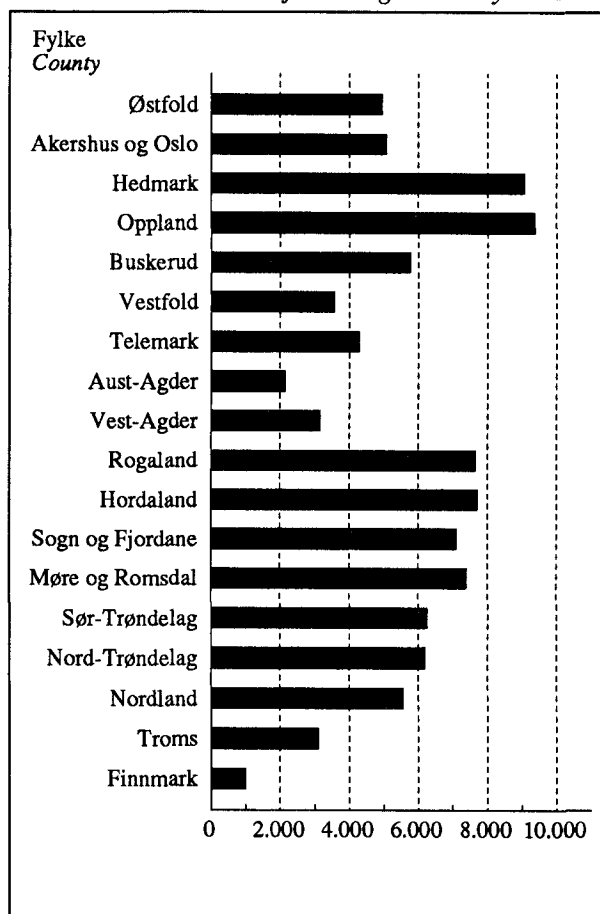 Fylke
County
Østfold
Akershus og Oslo
Hedmark
Oppland
Buskerud
Vestfold
Telemark
Aust-Agder
Vest-Agder
Rogaland
Hordaland
Sogn og Fjordane
Møre og Romsdal
Sør-Trøndelag
Nord-Trøndelag
Nordland
Troms
Finnmark
0 2.000 4.000 6.000 8.000 10.000